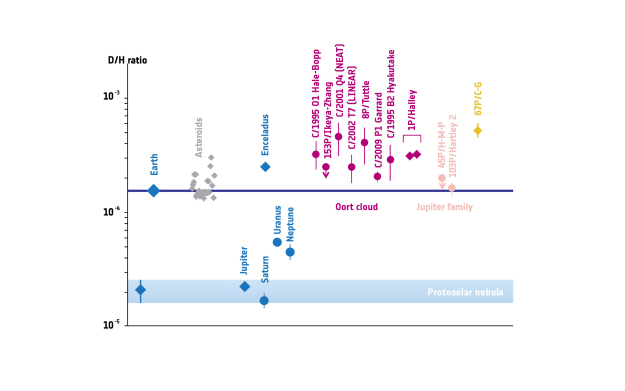 D/H ratio
10-3
10-4
10-5
Earth
Asteroids
Jupiter
Saturn
Enceladus
Uranus
Neptune
C/1995 O1 Hale-Bopp
153P/Ikeya-Zhang
C/2001 Q4 (NEAT)
C/2002 T7 (LINEAR)
8P/Tuttle
C/2009 P1 Garrard
C/1995 B2 Hyakutake
1P/Halley
45P/H-M-P
103P/Hartley 2
67P/C-G
Oort cloud
Jupiter family
Protosolar nebula